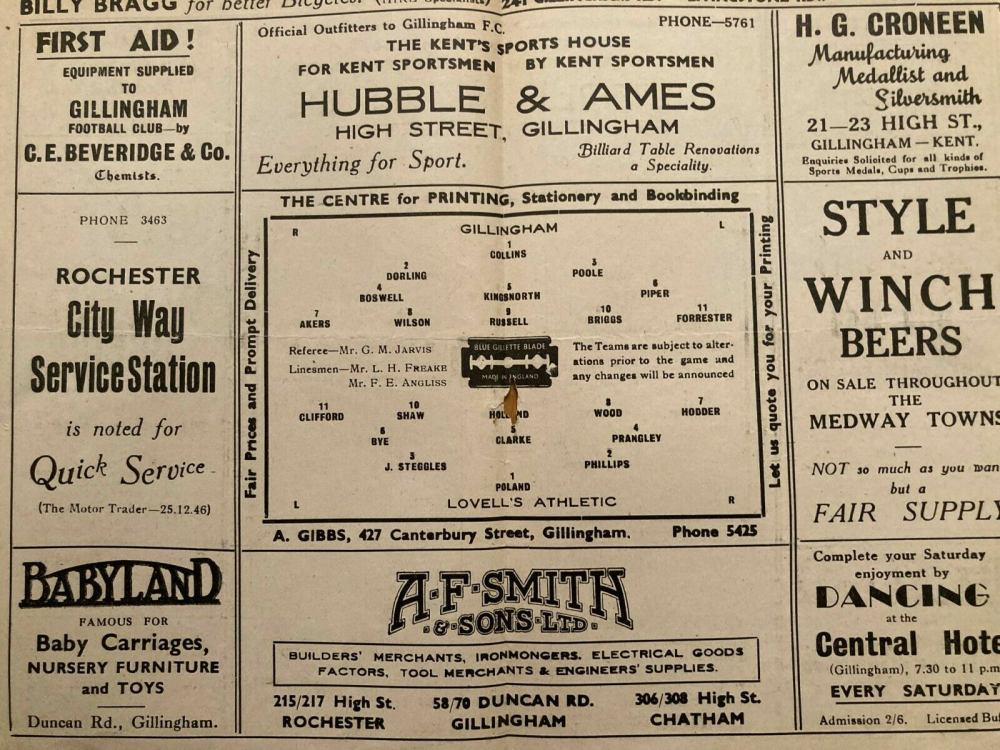 BILLY BRAGG for better Bicycles!
FIRST AID!
EQUIPMENT SUPPLIED
TO
GILLINGHAM
FOOTBALL CLUB—by
C. E. BEVERIDGE & Co.
Chemists.
PHONE 3463
ROCHESTER
City Way
Service Station
is noted for
Quick Service
(The Motor Trader—25.12.46)
BABYLAND
FAMOUS FOR
Baby Carriages,
NURSERY FURNITURE
and TOYS
Duncan Rd., Gillingham.
Official Outfitters to Gillingham F.C.
PHONE—5761
THE KENT'S SPORTS HOUSE
FOR KENT SPORTSMEN BY KENT SPORTSMEN
HUBBLE & AMES
HIGH STREET, GILLINGHAM
Everything for Sport.
Billiard Table Renovations
a Speciality.
THE CENTRE for PRINTING, Stationery and Bookbinding
Fair Prices and Prompt Delivery
R GILLINGHAM L
1
COLLINS
2 3
DORLING POOLE
4 5 6
BOSWELL KINGSNORTH PIPER
7 8 9 10 11
AKERS WILSON RUSSELL BRIGGS FORRESTER
Referee—Mr. G. M. JARVIS
Linesmen—Mr. L. H. FREAKE
Mr. F. E. ANGLISS
BLUE GILLETTE BLADE
MADE IN ENGLAND
The Teams are subject to alter-
ations prior to the game and
any changes will be announced
11 10 8 7
CLIFFORD SHAW WOOD HODDER
6 5 4
BYE CLARKE PRANGLEY
3 2
J. STEGGLES PHILLIPS
1
POLAND
L LOVELL'S ATHLETIC R
Let us quote you for your Printing
A. GIBBS, 427 Canterbury Street, Gillingham. Phone 5425
A·F·SMITH
·&·SONS·LTD·
BUILDERS' MERCHANTS, IRONMONGERS, ELECTRICAL GOODS
FACTORS, TOOL MERCHANTS & ENGINEERS' SUPPLIES.
215/217 High St. 58/70 DUNCAN RD. 306/308 High St.
ROCHESTER GILLINGHAM CHATHAM
H. G. CRONEEN
Manufacturing
Medallist and
Silversmith
21—23 HIGH ST.,
GILLINGHAM — KENT.
Enquiries Solicited for all kinds of
Sports Medals, Cups and Trophies.
STYLE
AND
WINCH
BEERS
ON SALE THROUGHOUT
THE
MEDWAY TOWNS
NOT so much as you wan
but a
FAIR SUPPLY
Complete your Saturday
enjoyment by
DANCING
at the
Central Hote
(Gillingham), 7.30 to 11 p.m
EVERY SATURDAY
Admission 2/6. Licensed Buf